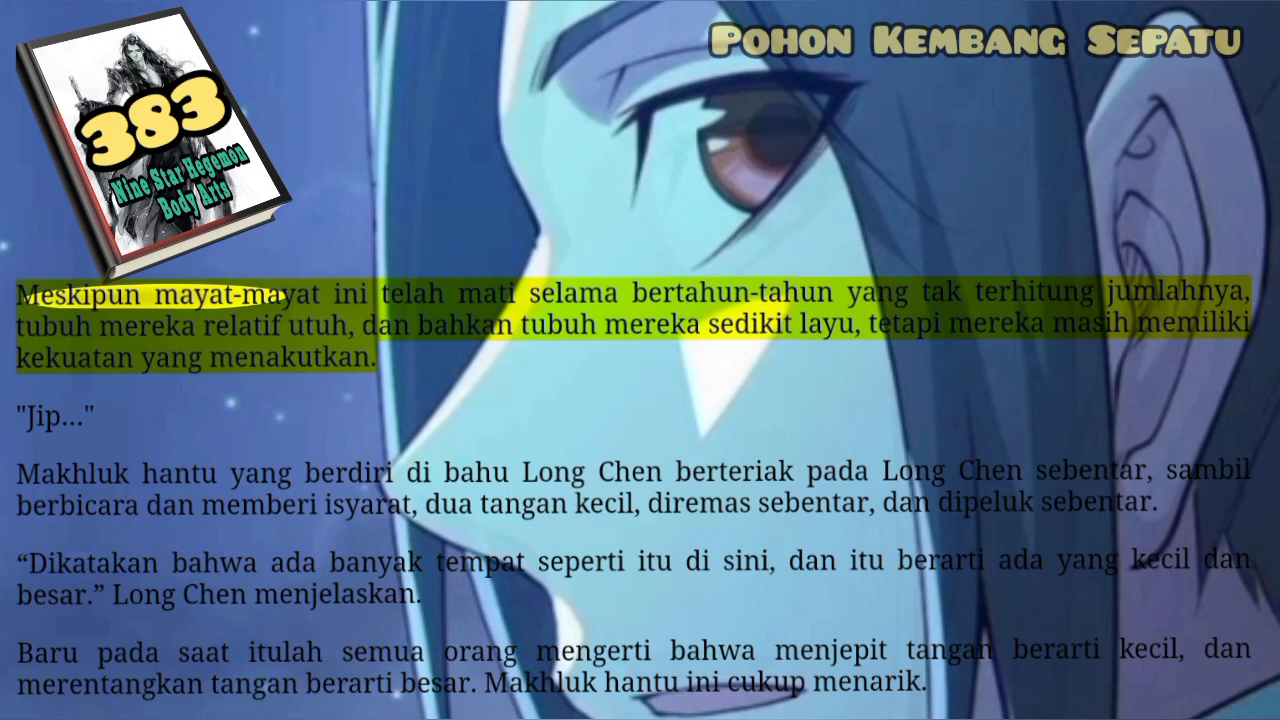 Pohon Kembang Sepatu
383
Nine Star Hegemon
Body Arts
Meskipun mayat-mayat ini telah mati selama bertahun-tahun yang tak terhitung jumlahnya,
tubuh mereka relatif utuh, dan bahkan tubuh mereka sedikit layu, tetapi mereka masih memiliki
kekuatan yang menakutkan.
"Jip..."
Makhluk hantu yang berdiri di bahu Long Chen berteriak pada Long Chen sebentar, sambil
berbicara dan memberi isyarat, dua tangan kecil, diremas sebentar, dan dipeluk sebentar.
“Dikatakan bahwa ada banyak tempat seperti itu di sini, dan itu berarti ada yang kecil dan
besar.” Long Chen menjelaskan.
Baru pada saat itulah semua orang mengerti bahwa menjepit tangan berarti kecil, dan
merentangkan tangan berarti besar. Makhluk hantu ini cukup menarik.